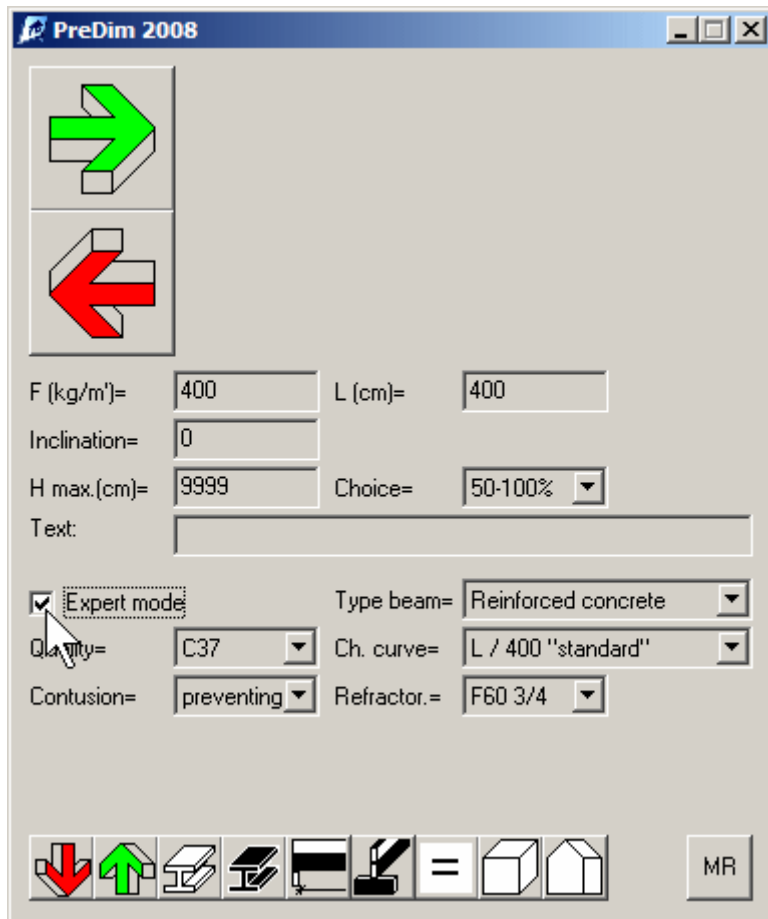 PreDim 2008
F (kg/m')= 400 L (cm)= 400
Inclination= 0
H max.(cm)= 9999 Choice= 50-100%
Text:
Expert mode Type beam= Reinforced concrete
Quality= C37 Ch. curve= L / 400 "standard"
Contusion= preventing Refractor.= F60 3/4
= MR